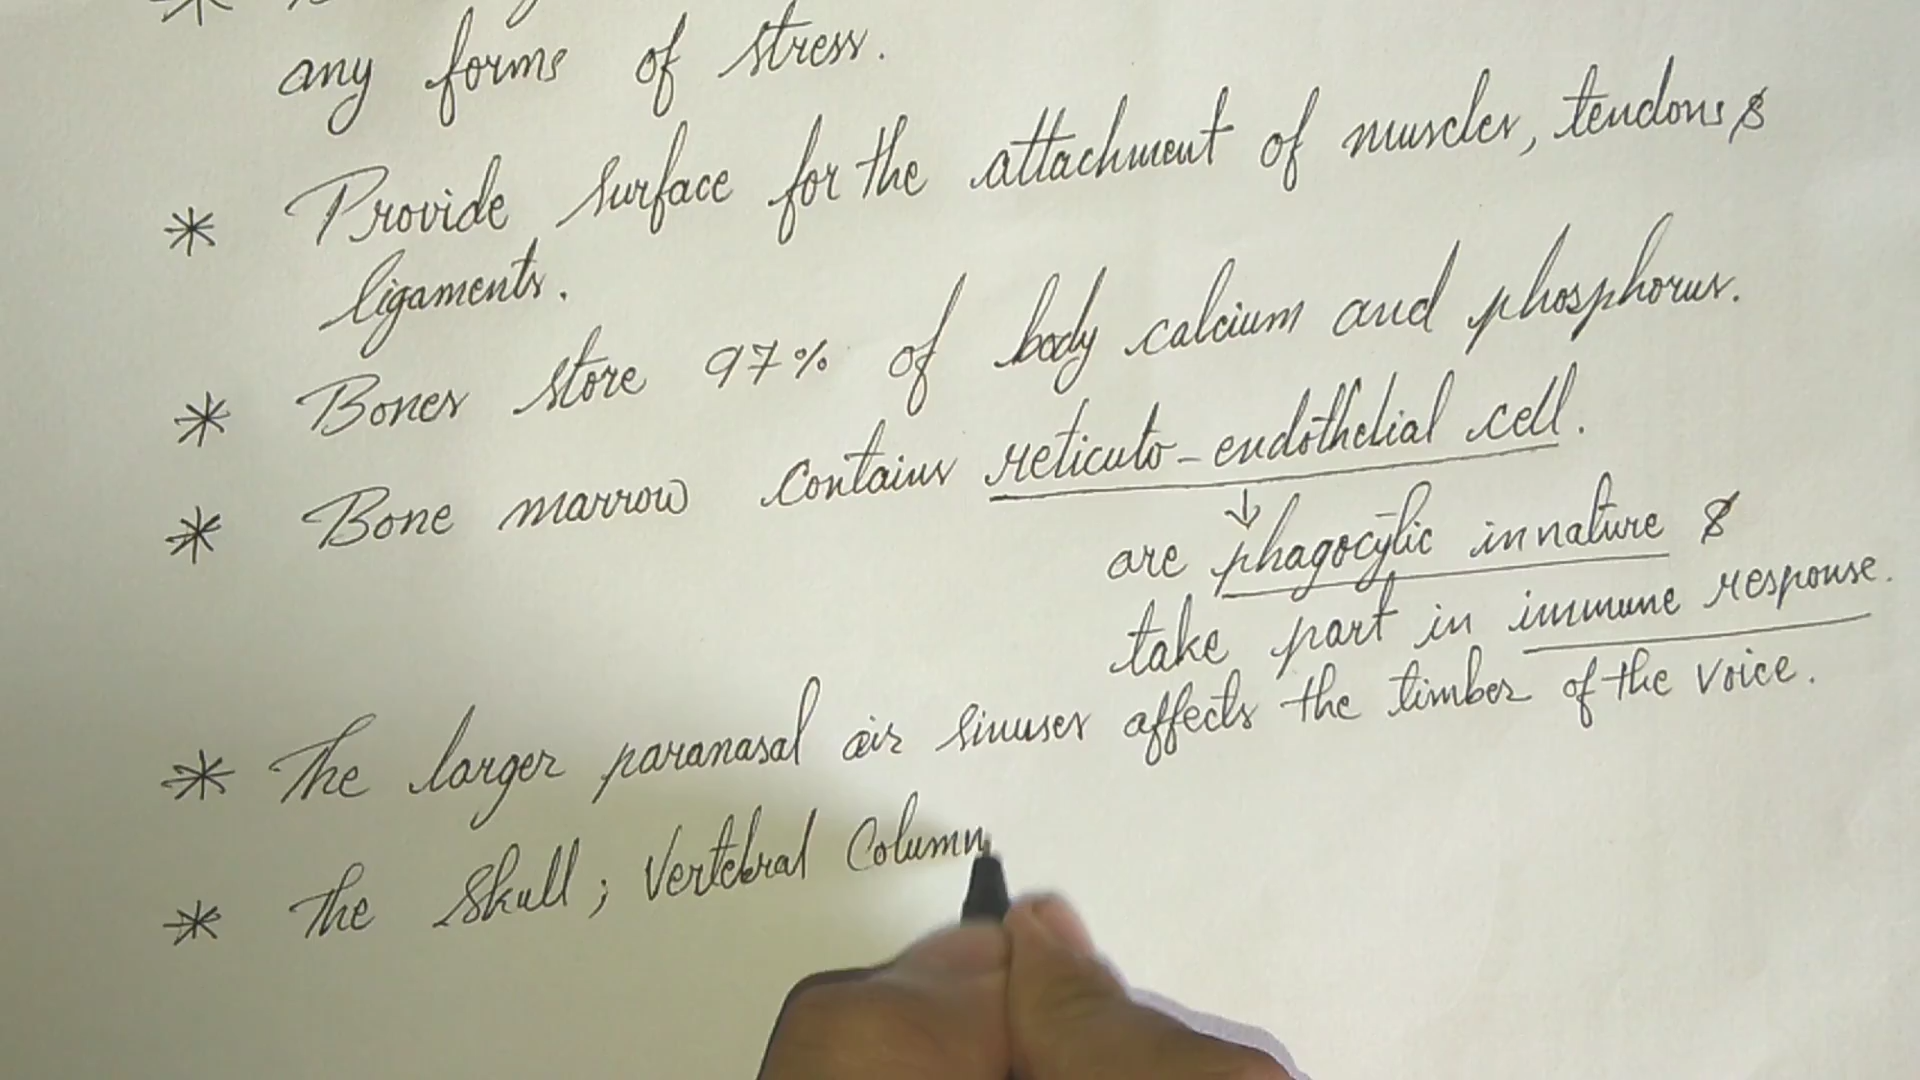 any forms of stress.
* Provide surface for the attachment of muscles, tendons &
ligaments.
* Bones store 97% of body calcium and phosphorus.
* Bone marrow contains reticuto-endothelial cell.
↓
are phagocytic in nature &
take part in immune response.
* The larger paranasal air sinuses affects the timber of the voice.
* The Skull; Vertebral Column